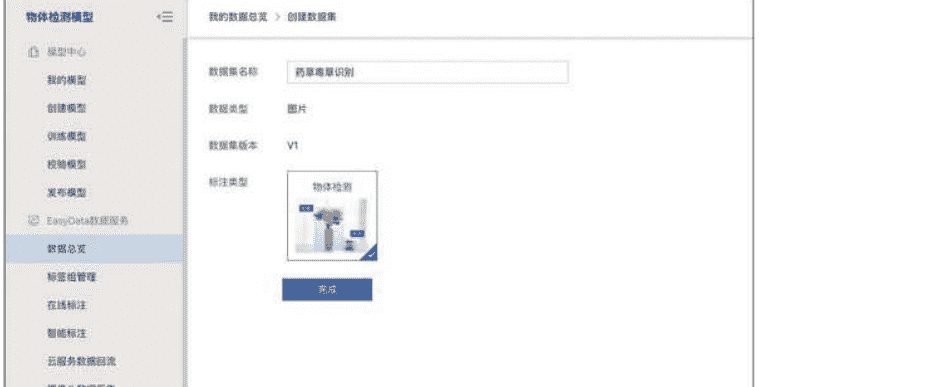 物体检测模型
我的数据总览 > 创建数据集
模型中心
我的模型
创建模型
训练模型
校验模型
发布模型
EasyData数据服务
数据总览
标签组管理
在线标注
智能标注
云服务数据回流
数据集名称 药草毒草识别
数据类型 图片
数据集版本 V1
标注类型
物体检测
完成